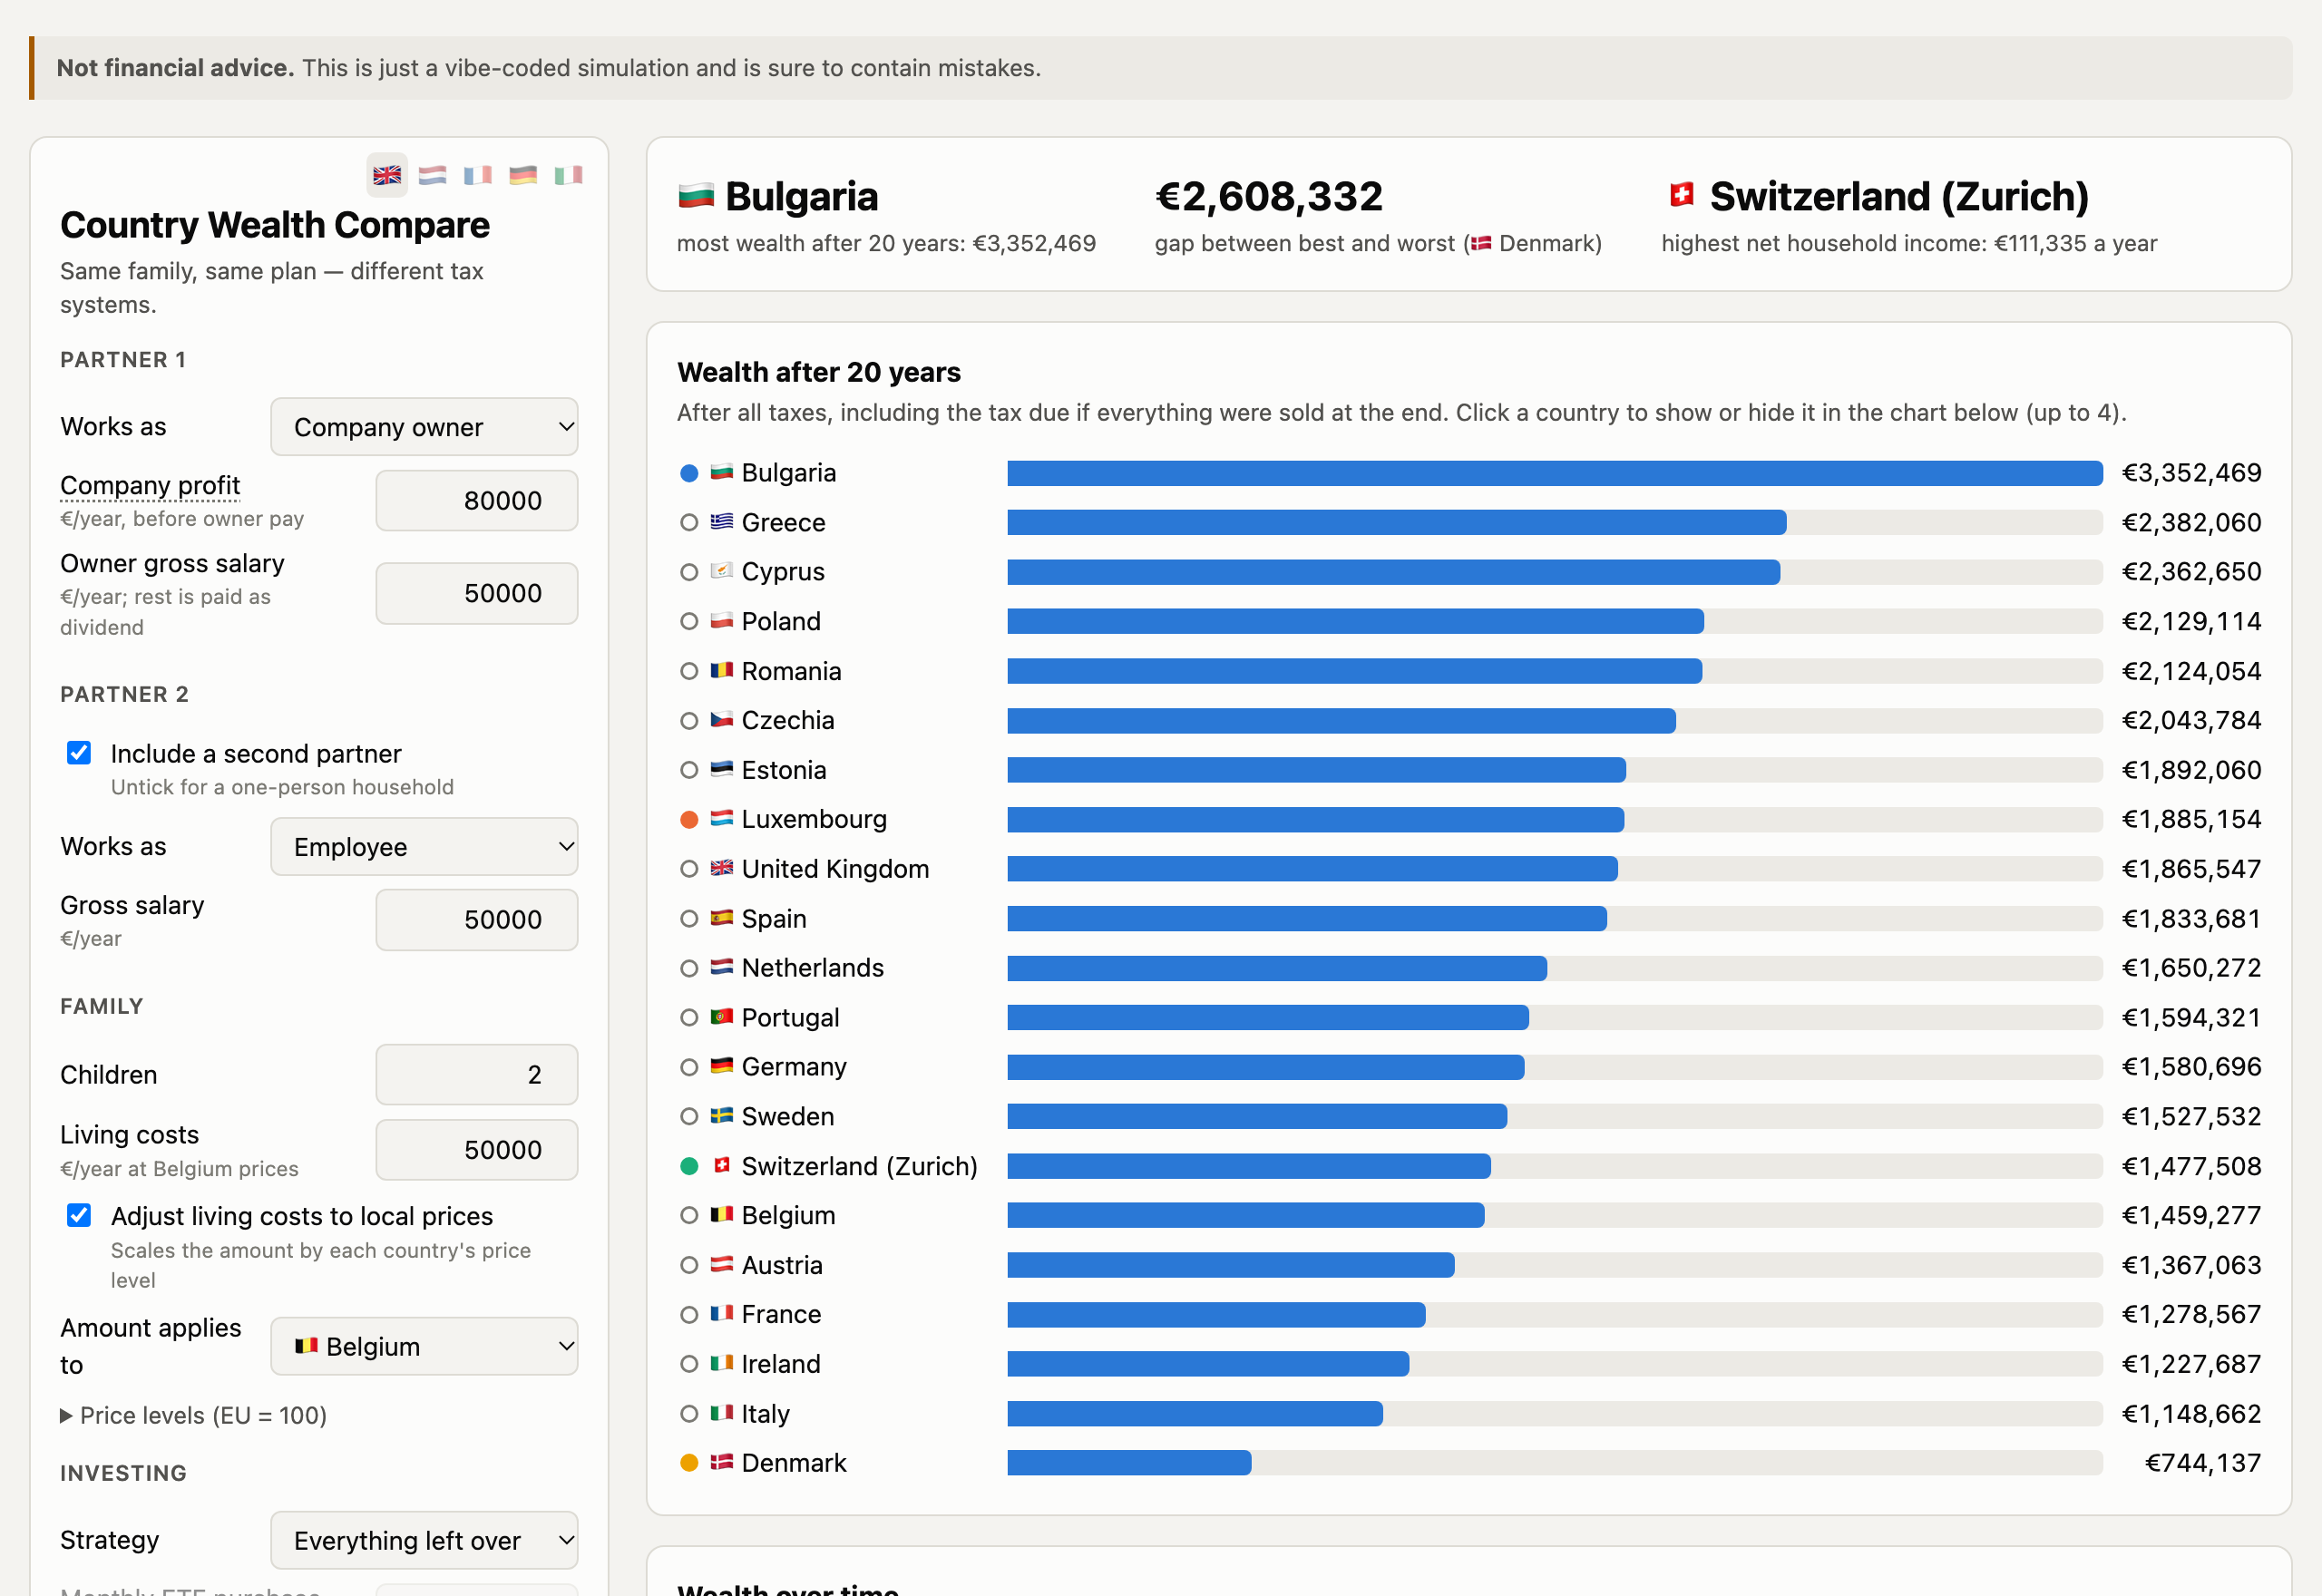 Not financial advice. This is just a vibe-coded simulation and is sure to contain mistakes.
Country Wealth Compare
Same family, same plan — different tax
systems.
PARTNER 1
Works as
Company owner
Company profit
€/year, before owner pay
80000
Owner gross salary
€/year; rest is paid as
dividend
50000
PARTNER 2
Include a second partner
Untick for a one-person household
Works as
Employee
Gross salary
€/year
50000
FAMILY
Children
2
Living costs
€/year at Belgium prices
50000
Adjust living costs to local prices
Scales the amount by each country's price
level
Amount applies
to
Belgium
Price levels (EU = 100)
INVESTING
Strategy
Everything left over
Monthly ETF purchase
Bulgaria
most wealth after 20 years: €3,352,469
€2,608,332
gap between best and worst (Denmark)
Switzerland (Zurich)
highest net household income: €111,335 a year
Wealth after 20 years
After all taxes, including the tax due if everything were sold at the end. Click a country to show or hide it in the chart below (up to 4).
Bulgaria €3,352,469
Greece €2,382,060
Cyprus €2,362,650
Poland €2,129,114
Romania €2,124,054
Czechia €2,043,784
Estonia €1,892,060
Luxembourg €1,885,154
United Kingdom €1,865,547
Spain €1,833,681
Netherlands €1,650,272
Portugal €1,594,321
Germany €1,580,696
Sweden €1,527,532
Switzerland (Zurich) €1,477,508
Belgium €1,459,277
Austria €1,367,063
France €1,278,567
Ireland €1,227,687
Italy €1,148,662
Denmark €744,137
Wealth over time